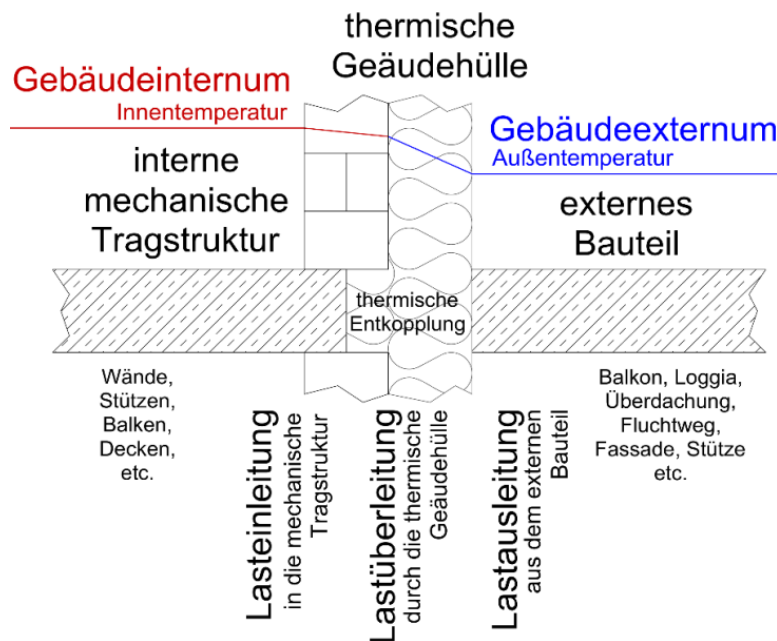 thermische
Geäudehülle
Gebäudeinternum
Innentemperatur
Gebäudeexternum
Außentemperatur
interne
mechanische
Tragstruktur
externes
Bauteil
thermische
Entkopplung
Wände,
Stützen,
Balken,
Decken,
etc.
Balkon, Loggia,
Überdachung,
Fluchtweg,
Fassade, Stütze
etc.
Lasteinleitung
in die mechanische
Tragstruktur
Lastüberleitung
durch die thermische
Geäudehülle
Lastausleitung
aus dem externen
Bauteil